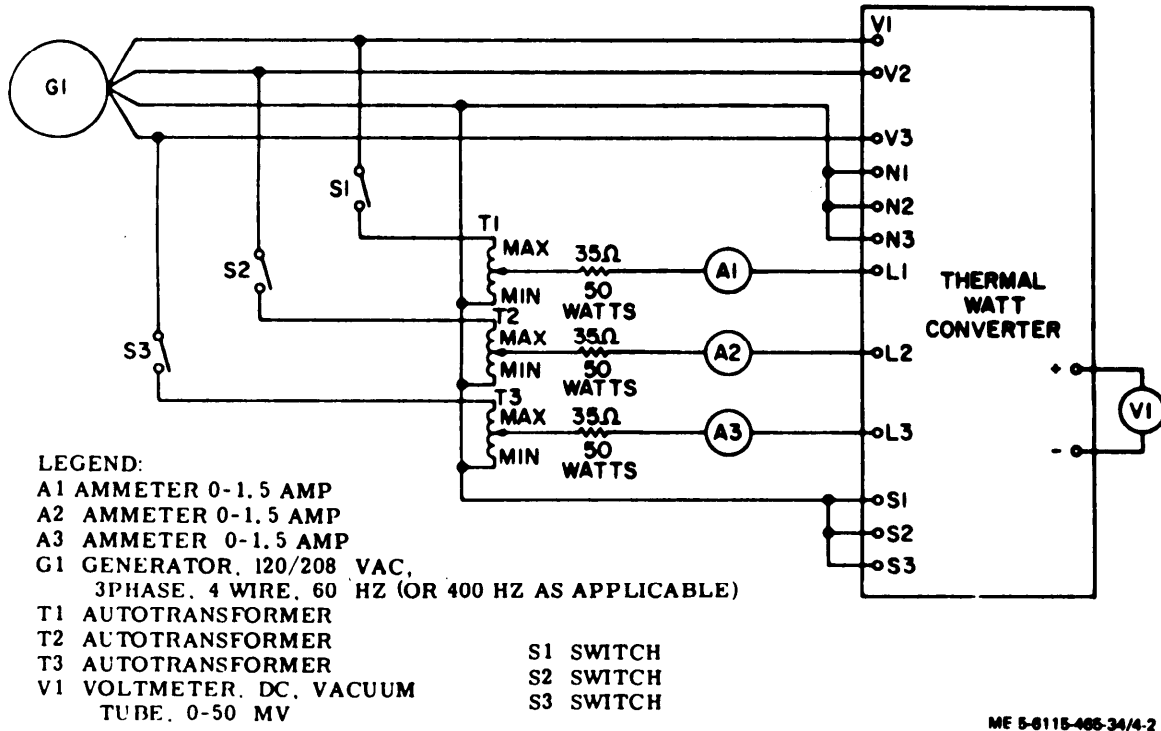 V1
G1
V2
V3
S1
N1
N2
T1
N3
MAX
35Ω
A1
L1
S2
MIN
50
WATTS
THERMAL
WATT
CONVERTER
T2
S3
MAX
35Ω
A2
L2
MIN
50
WATTS
+
T3
MAX
35Ω
A3
L3
V1
MIN
50
WATTS
-
S1
S2
S3
LEGEND:
A1 AMMETER 0-1.5 AMP
A2 AMMETER 0-1.5 AMP
A3 AMMETER 0-1.5 AMP
G1 GENERATOR, 120/208 VAC,
3PHASE, 4 WIRE, 60 HZ (OR 400 HZ AS APPLICABLE)
T1 AUTOTRANSFORMER
T2 AUTOTRANSFORMER
T3 AUTOTRANSFORMER
V1 VOLTMETER, DC, VACUUM
TUBE, 0-50 MV
S1 SWITCH
S2 SWITCH
S3 SWITCH
ME 5-6115-465-34/4-2